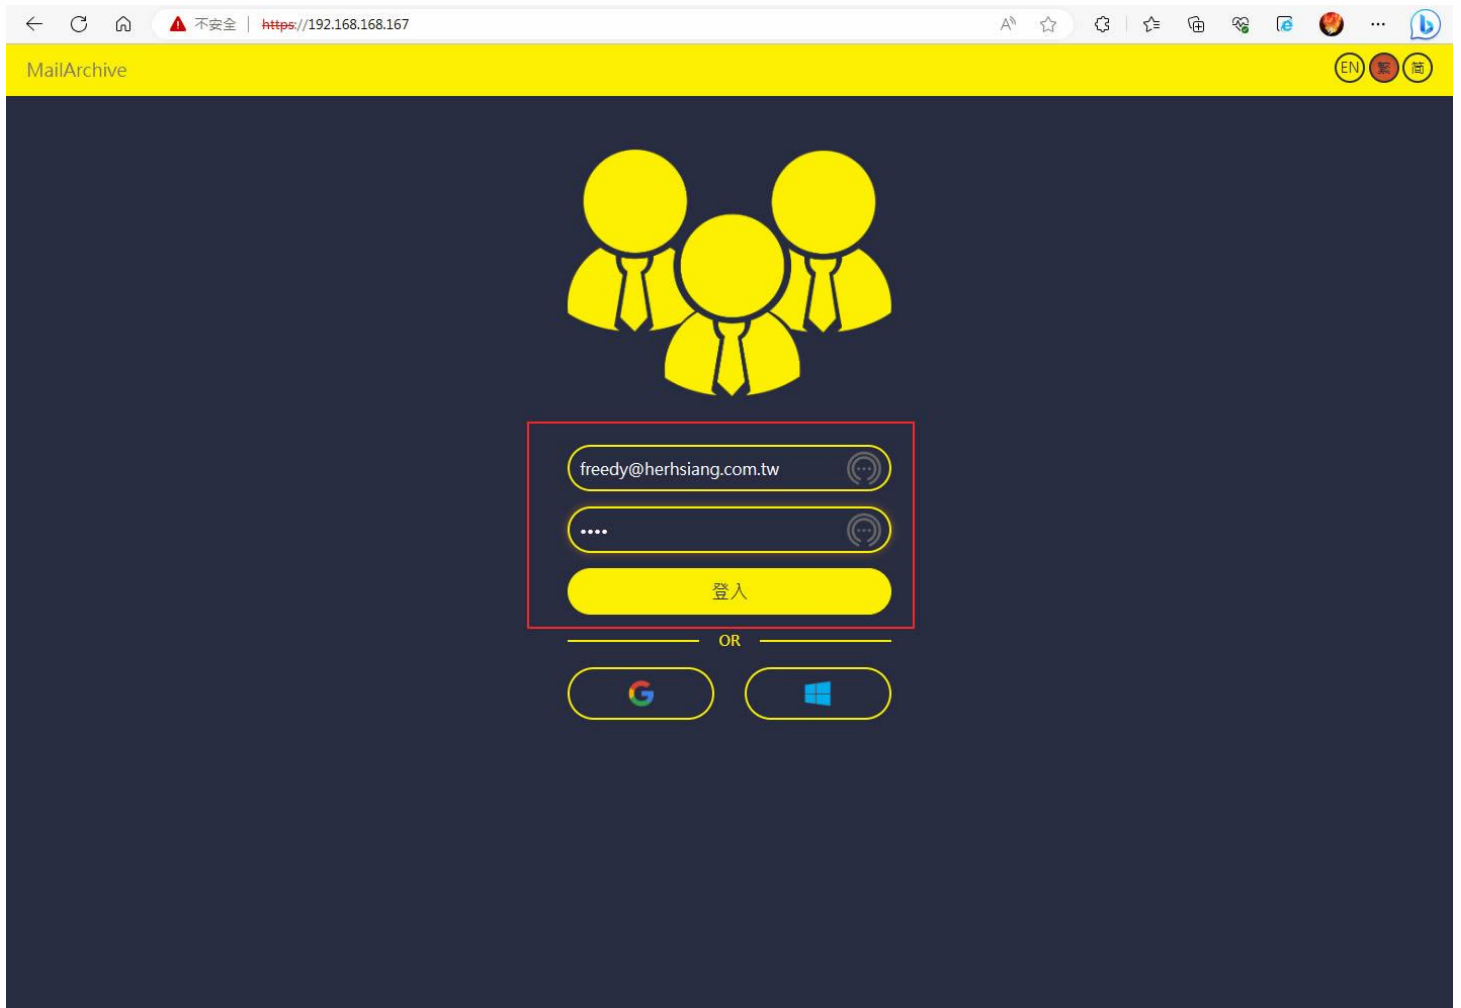 不安全 https://192.168.168.167
MailArchive
EN 繁 简
freedy@herhsiang.com.tw
••••
登入
OR